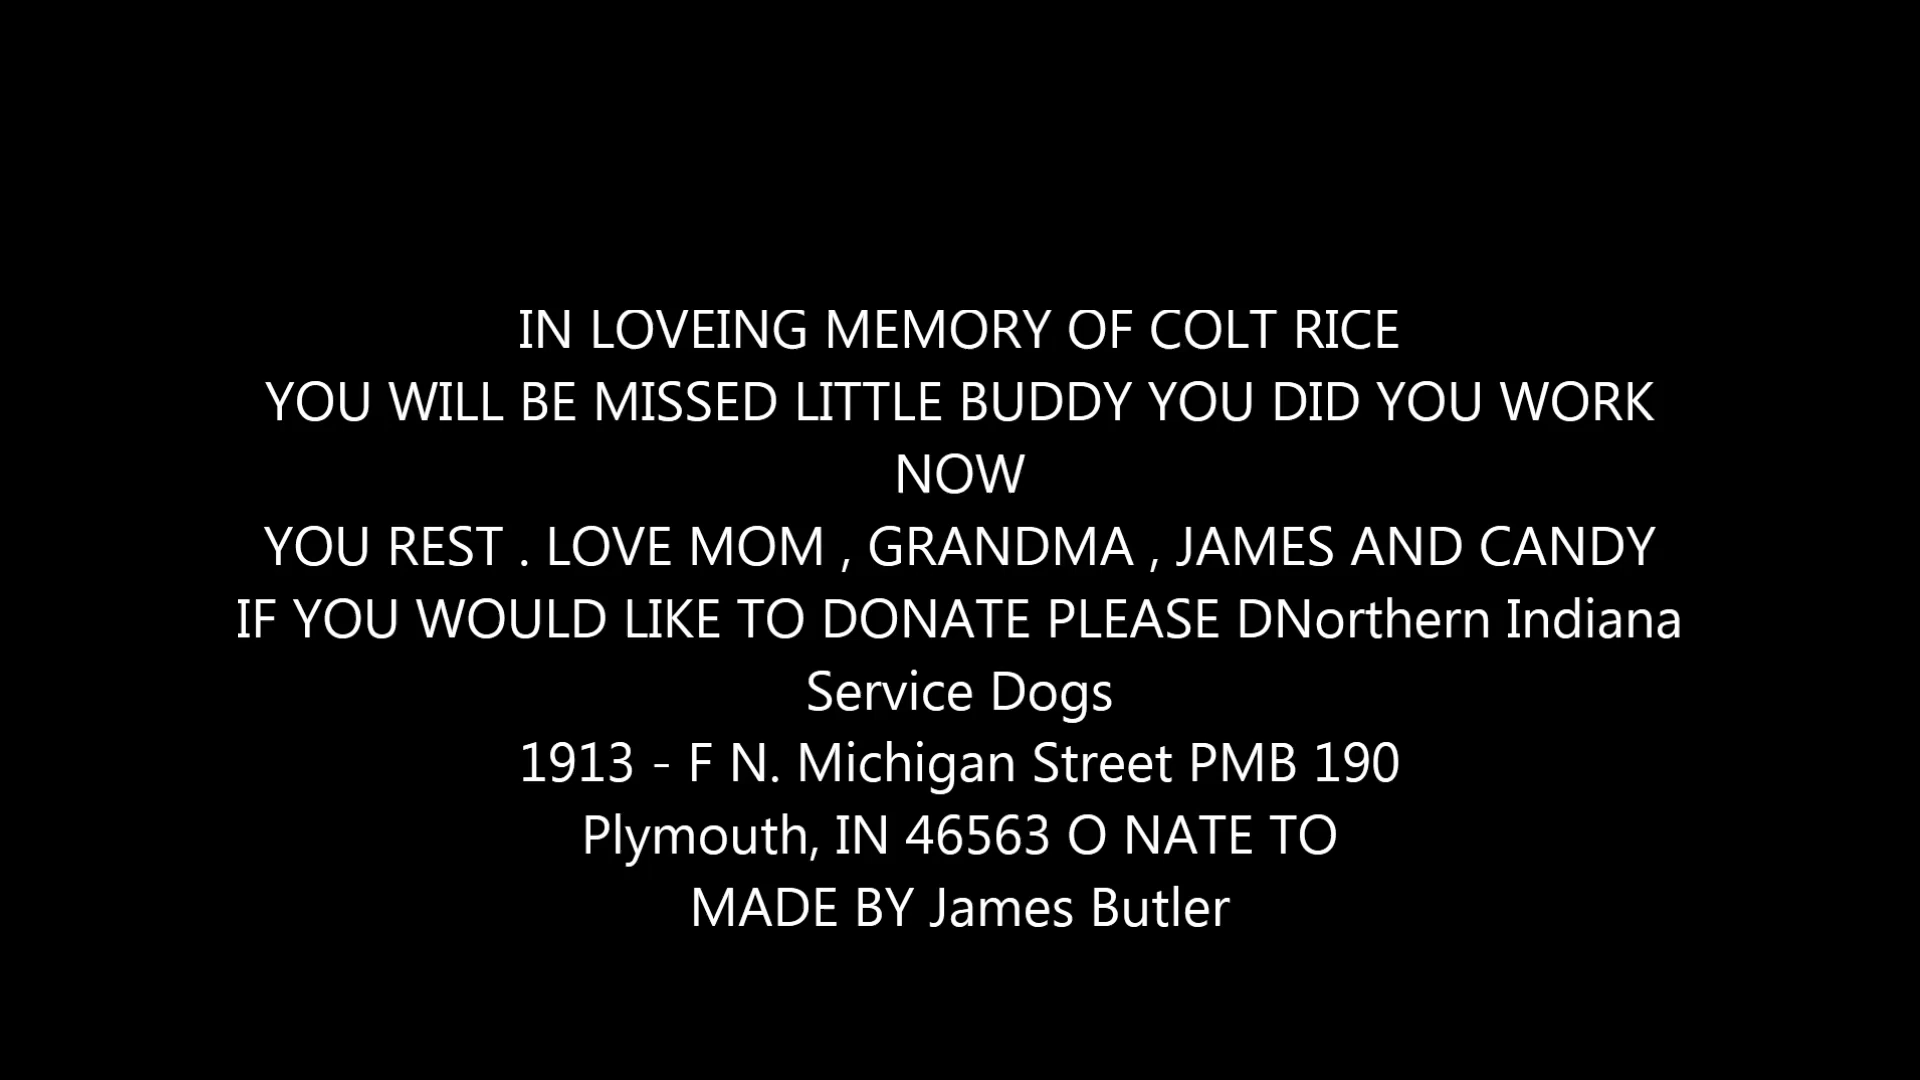 IN LOVEING MEMORY OF COLT RICE
YOU WILL BE MISSED LITTLE BUDDY YOU DID YOU WORK
NOW
YOU REST . LOVE MOM , GRANDMA , JAMES AND CANDY
IF YOU WOULD LIKE TO DONATE PLEASE DNorthern Indiana
Service Dogs
1913 - F N. Michigan Street PMB 190
Plymouth, IN 46563 O NATE TO
MADE BY James Butler